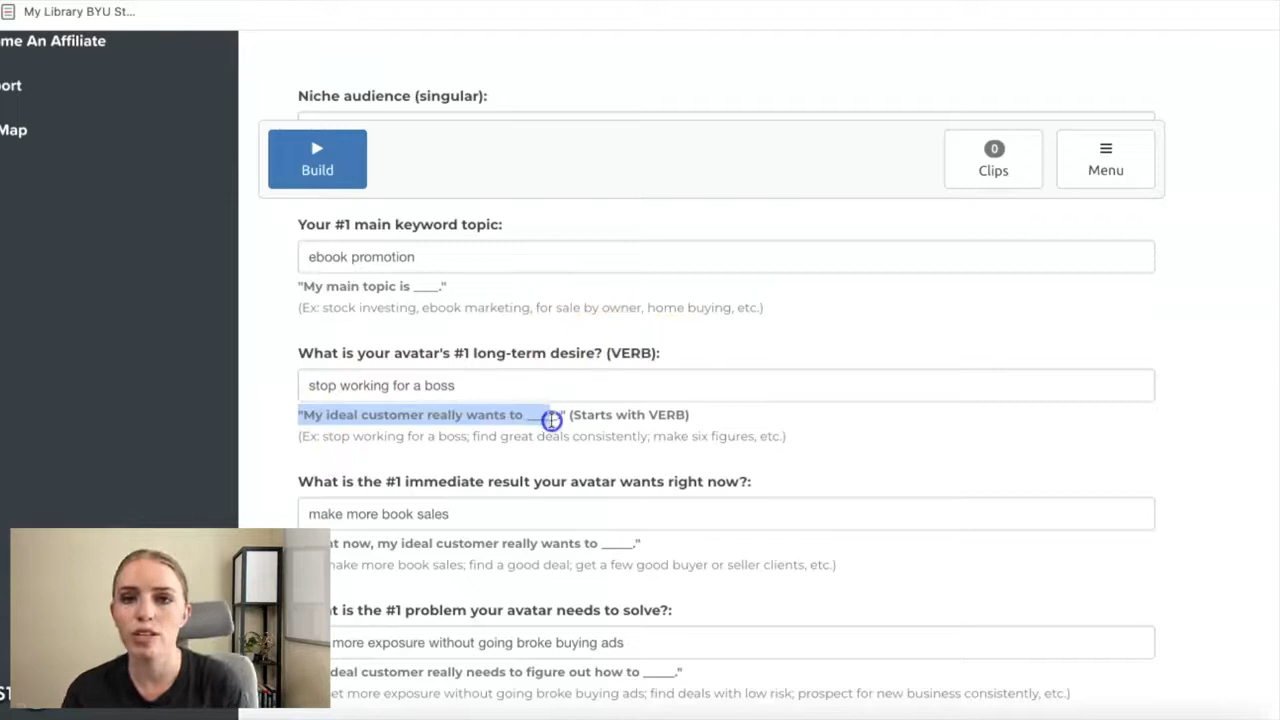 My Library BYU St...
me An Affiliate
ort
Map
Niche audience (singular):
Build
0
Clips
Menu
Your #1 main keyword topic:
ebook promotion
"My main topic is ____."
(Ex: stock investing, ebook marketing, for sale by owner, home buying, etc.)
What is your avatar's #1 long-term desire? (VERB):
stop working for a boss
"My ideal customer really wants to ____?" (Starts with VERB)
(Ex: stop working for a boss; find great deals consistently; make six figures, etc.)
What is the #1 immediate result your avatar wants right now?:
make more book sales
t now, my ideal customer really wants to _____."
make more book sales; find a good deal; get a few good buyer or seller clients, etc.)
t is the #1 problem your avatar needs to solve?:
more exposure without going broke buying ads
deal customer really needs to figure out how to _____."
et more exposure without going broke buying ads; find deals with low risk; prospect for new business consistently, etc.)